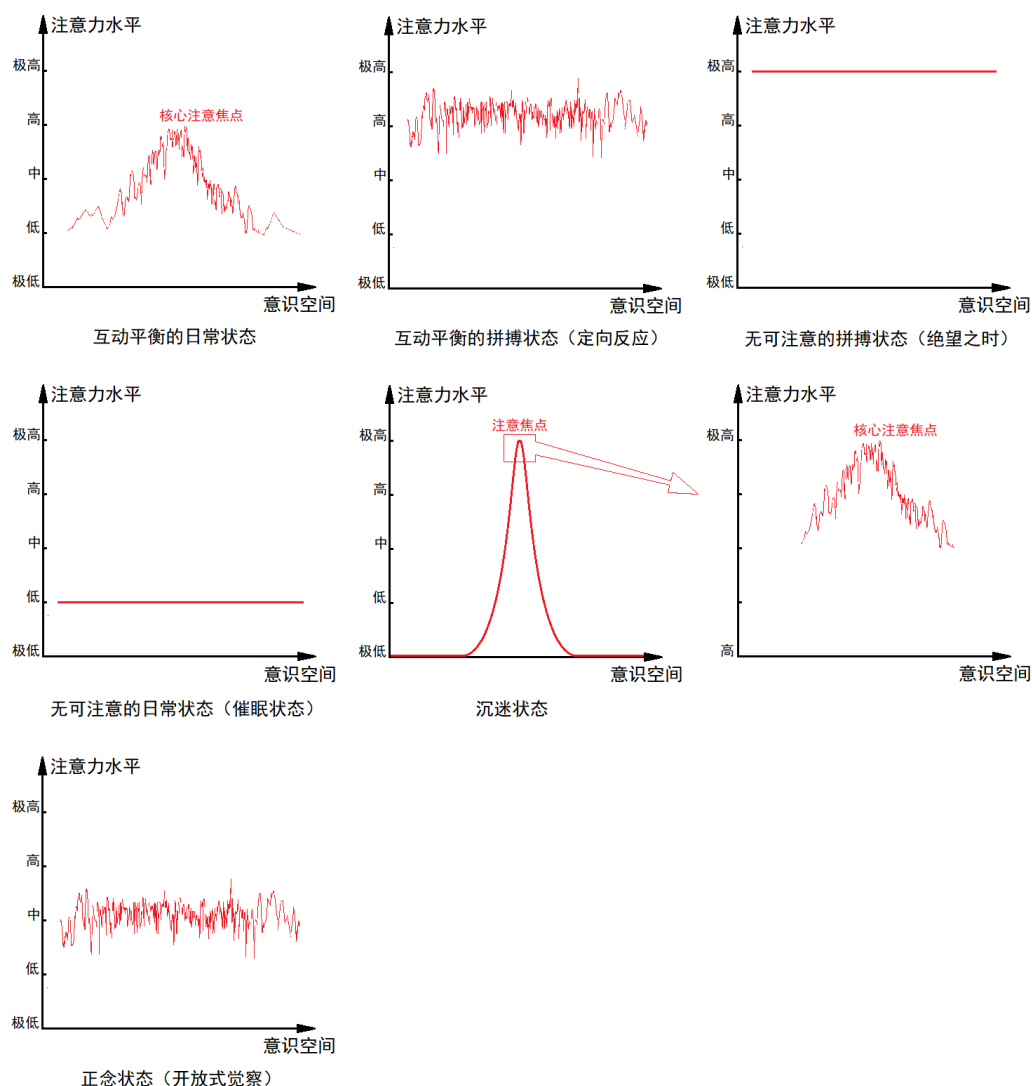 注意力水平
极高
核心注意焦点
高
中
低
极低
意识空间
互动平衡的日常状态
注意力水平
极高
高
中
低
极低
意识空间
互动平衡的拼搏状态（定向反应）
注意力水平
极高
高
中
低
极低
意识空间
无可注意的拼搏状态（绝望之时）
注意力水平
极高
高
中
低
极低
意识空间
无可注意的日常状态（催眠状态）
注意力水平
注意焦点
极高
高
中
低
极低
意识空间
沉迷状态
注意力水平
核心注意焦点
极高
高
意识空间
注意力水平
极高
高
中
低
极低
意识空间
正念状态（开放式觉察）